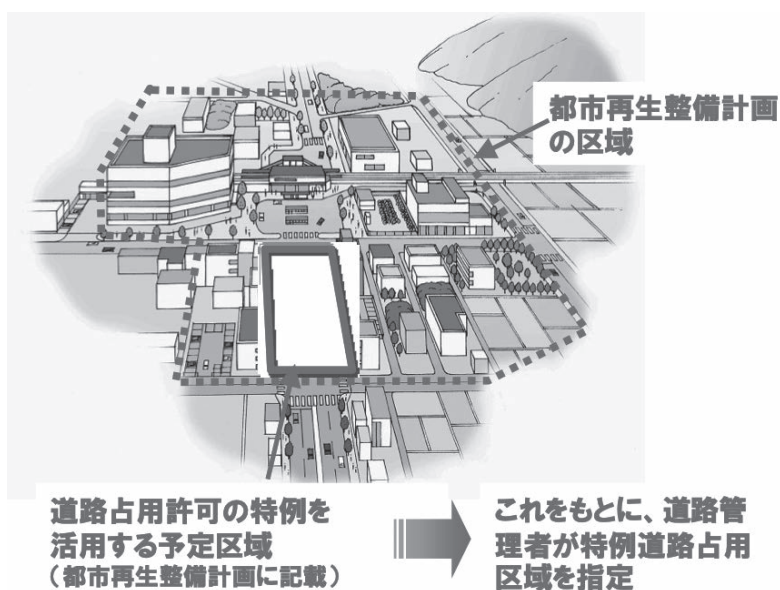 都市再生整備計画
の区域
道路占用許可の特例を
活用する予定区域
（都市再生整備計画に記載）
これをもとに、道路管
理者が特例道路占用
区域を指定